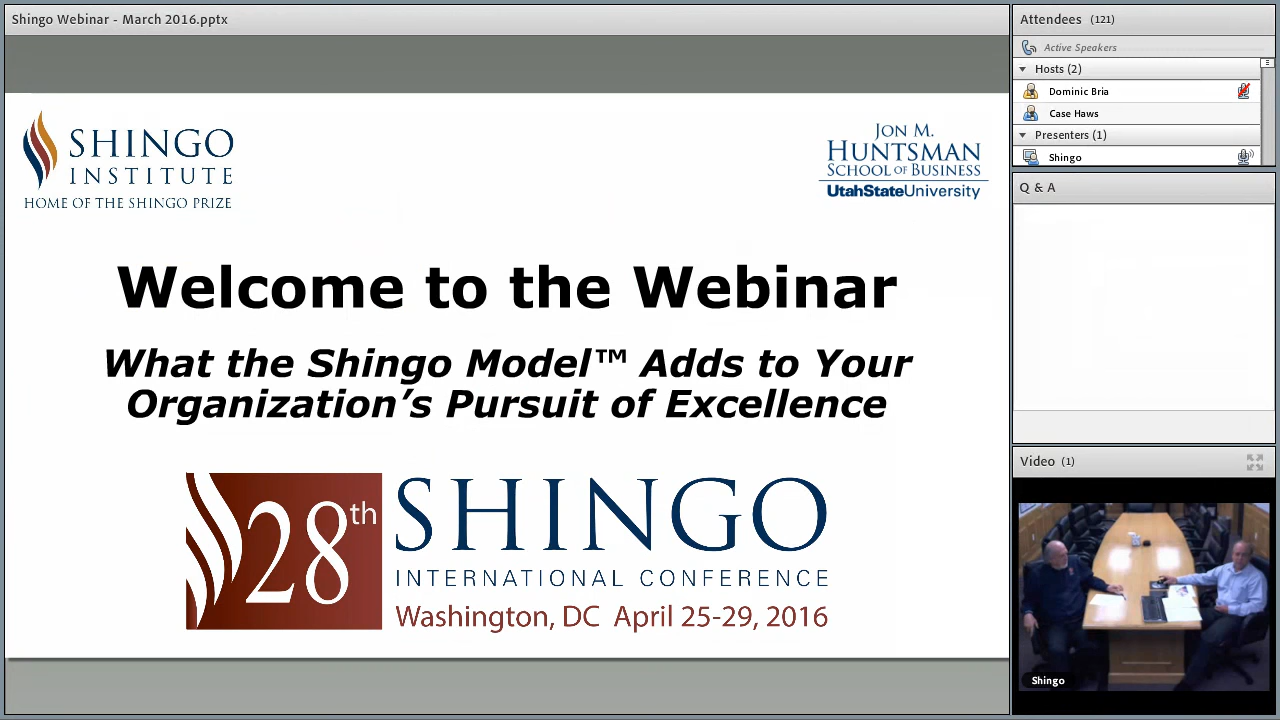 Shingo Webinar - March 2016.pptx
SHINGO
INSTITUTE
HOME OF THE SHINGO PRIZE
JON M.
HUNTSMAN
SCHOOL OF BUSINESS
UtahStateUniversity
Welcome to the Webinar
What the Shingo Model™ Adds to Your
Organization’s Pursuit of Excellence
28th
SHINGO
INTERNATIONAL CONFERENCE
Washington, DC April 25-29, 2016
Attendees (121)
Active Speakers
Hosts (2)
Dominic Bria
Case Haws
Presenters (1)
Shingo
Q & A
Video (1)
Shingo